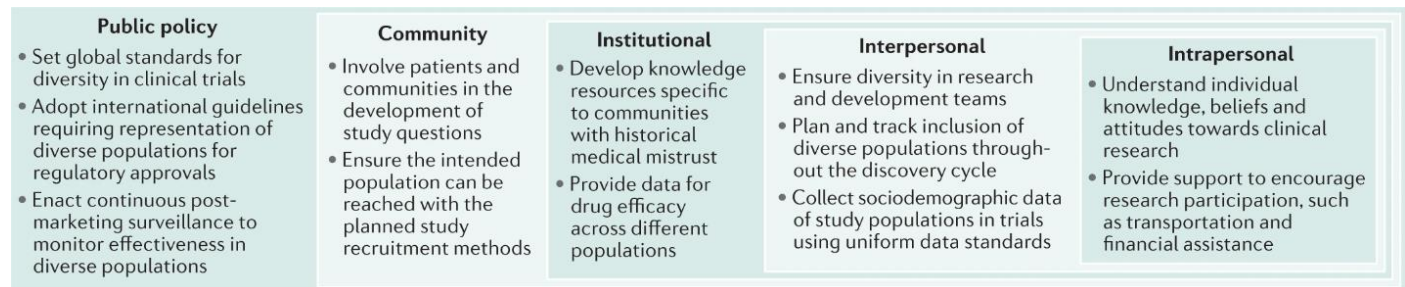 Public policy
• Set global standards for
diversity in clinical trials
• Adopt international guidelines
requiring representation of
diverse populations for
regulatory approvals
• Enact continuous post-
marketing surveillance to
monitor effectiveness in
diverse populations
Community
• Involve patients and
communities in the
development of
study questions
• Ensure the intended
population can be
reached with the
planned study
recruitment methods
Institutional
• Develop knowledge
resources specific
to communities
with historical
medical mistrust
• Provide data for
drug efficacy
across different
populations
Interpersonal
• Ensure diversity in research
and development teams
• Plan and track inclusion of
diverse populations through-
out the discovery cycle
• Collect sociodemographic data
of study populations in trials
using uniform data standards
Intrapersonal
• Understand individual
knowledge, beliefs and
attitudes towards clinical
research
• Provide support to encourage
research participation, such
as transportation and
financial assistance